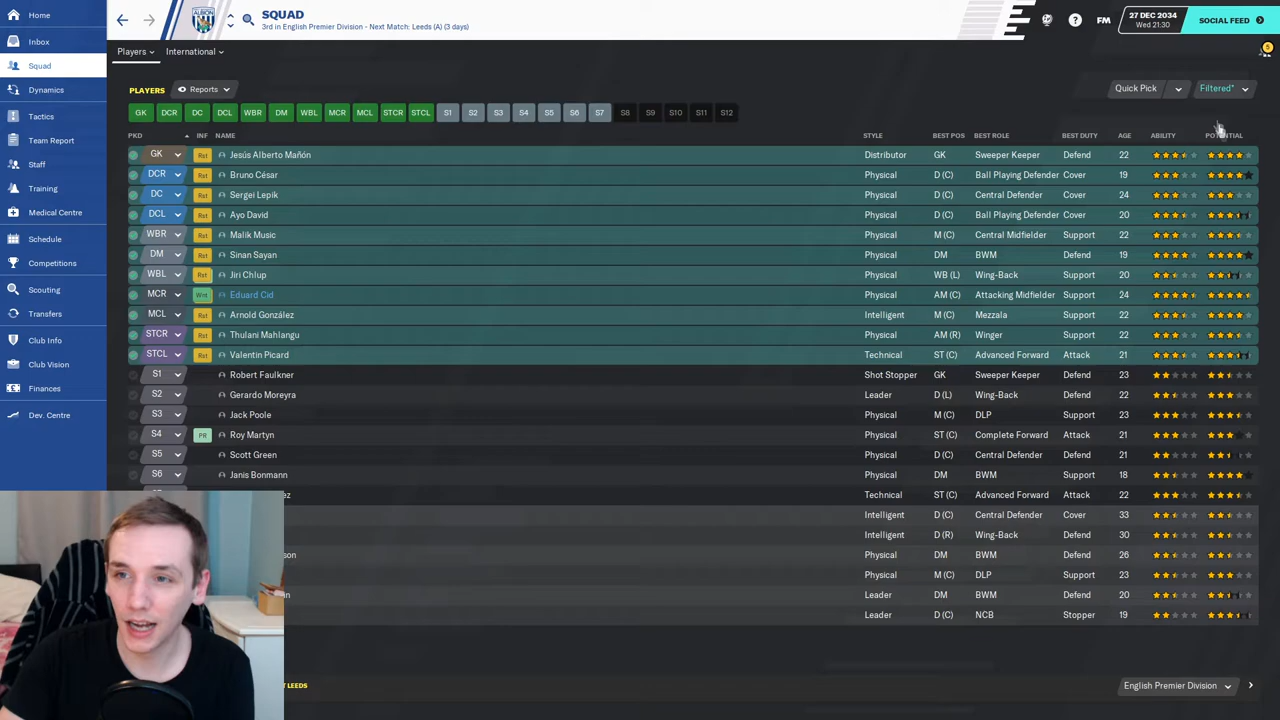 Home
ALBION
SQUAD
3rd in English Premier Division - Next Match: Leeds (A) (3 days)
FM
27 DEC 2034
Wed 21:30
SOCIAL FEED
Inbox
Squad
Dynamics
Tactics
Team Report
Staff
Training
Medical Centre
Schedule
Competitions
Scouting
Transfers
Club Info
Club Vision
Finances
Dev. Centre
Players International
5
PLAYERS Reports Quick Pick Filtered*
GK DCR DC DCL WBR DM WBL MCR MCL STCR STCL S1 S2 S3 S4 S5 S6 S7 S8 S9 S10 S11 S12
PKD INF NAME STYLE BEST POS BEST ROLE BEST DUTY AGE ABILITY
GK Rst Jesús Alberto Mañón Distributor GK Sweeper Keeper Defend 22
DCR Rst Bruno César Physical D (C) Ball Playing Defender Cover 19
DC Rst Sergei Lepik Physical D (C) Central Defender Cover 24
DCL Rst Ayo David Physical D (C) Ball Playing Defender Cover 20
WBR Rst Malik Music Physical M (C) Central Midfielder Support 22
DM Rst Sinan Sayan Physical DM BWM Defend 19
WBL Rst Jiri Chlup Physical WB (L) Wing-Back Support 20
MCR Wnt Eduard Cid Physical AM (C) Attacking Midfielder Support 24
MCL Rst Arnold González Intelligent M (C) Mezzala Support 22
STCR Rst Thulani Mahlangu Physical AM (R) Winger Support 22
STCL Rst Valentin Picard Technical ST (C) Advanced Forward Attack 21
S1 Robert Faulkner Shot Stopper GK Sweeper Keeper Defend 23
S2 Gerardo Moreyra Leader D (L) Wing-Back Defend 22
S3 Jack Poole Physical M (C) DLP Support 23
S4 PR Roy Martyn Physical ST (C) Complete Forward Attack 21
S5 Scott Green Physical D (C) Central Defender Defend 21
S6 Janis Bonmann Physical DM BWM Support 18
Technical ST (C) Advanced Forward Attack 22
Intelligent D (C) Central Defender Cover 33
Intelligent D (R) Wing-Back Defend 30
Physical DM BWM Defend 26
Physical M (C) DLP Support 23
Leader DM BWM Defend 20
Leader D (C) NCB Stopper 19
LEEDS
English Premier Division